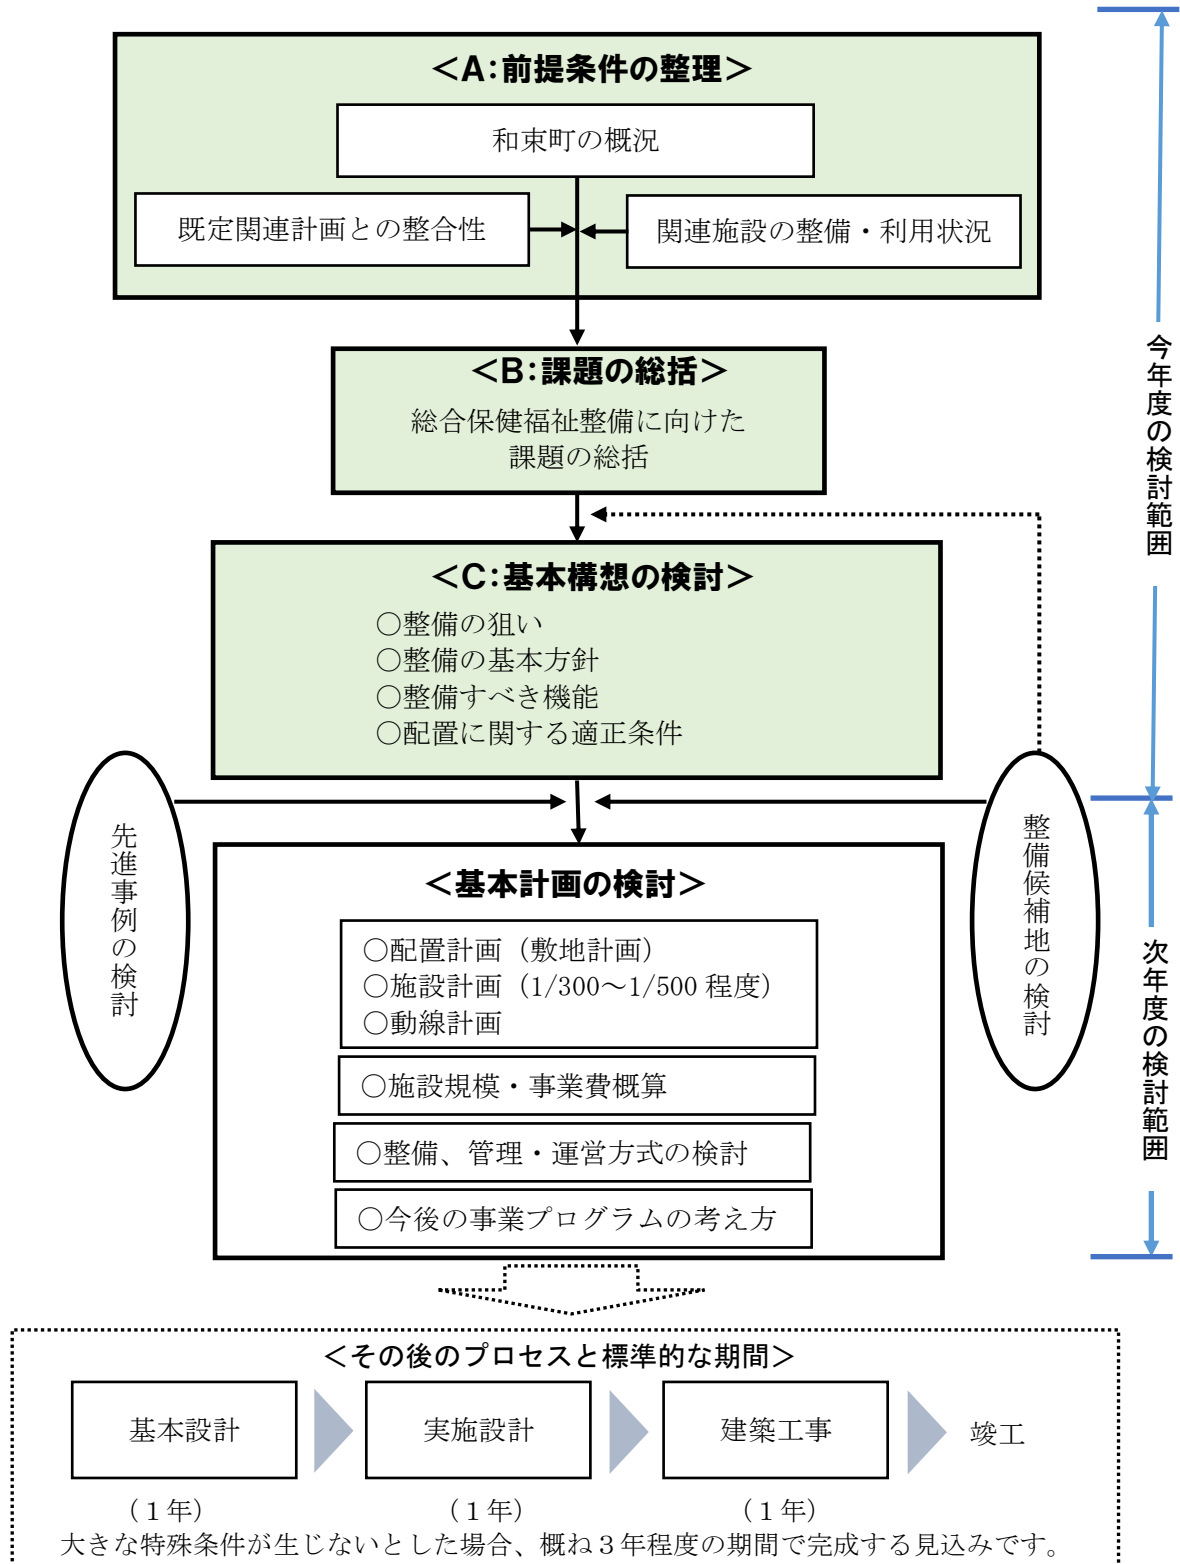 ＜A：前提条件の整理＞
和束町の概況
既定関連計画との整合性
関連施設の整備・利用状況
＜B：課題の総括＞
総合保健福祉整備に向けた
課題の総括
＜C：基本構想の検討＞
○整備の狙い
○整備の基本方針
○整備すべき機能
○配置に関する適正条件
今年度の検討範囲
先進事例の検討
整備候補地の検討
＜基本計画の検討＞
○配置計画（敷地計画）
○施設計画（1/300～1/500 程度）
○動線計画
○施設規模・事業費概算
○整備、管理・運営方式の検討
○今後の事業プログラムの考え方
次年度の検討範囲
＜その後のプロセスと標準的な期間＞
基本設計
実施設計
建築工事
竣工
（１年）
（１年）
（１年）
大きな特殊条件が生じないとした場合、概ね３年程度の期間で完成する見込みです。